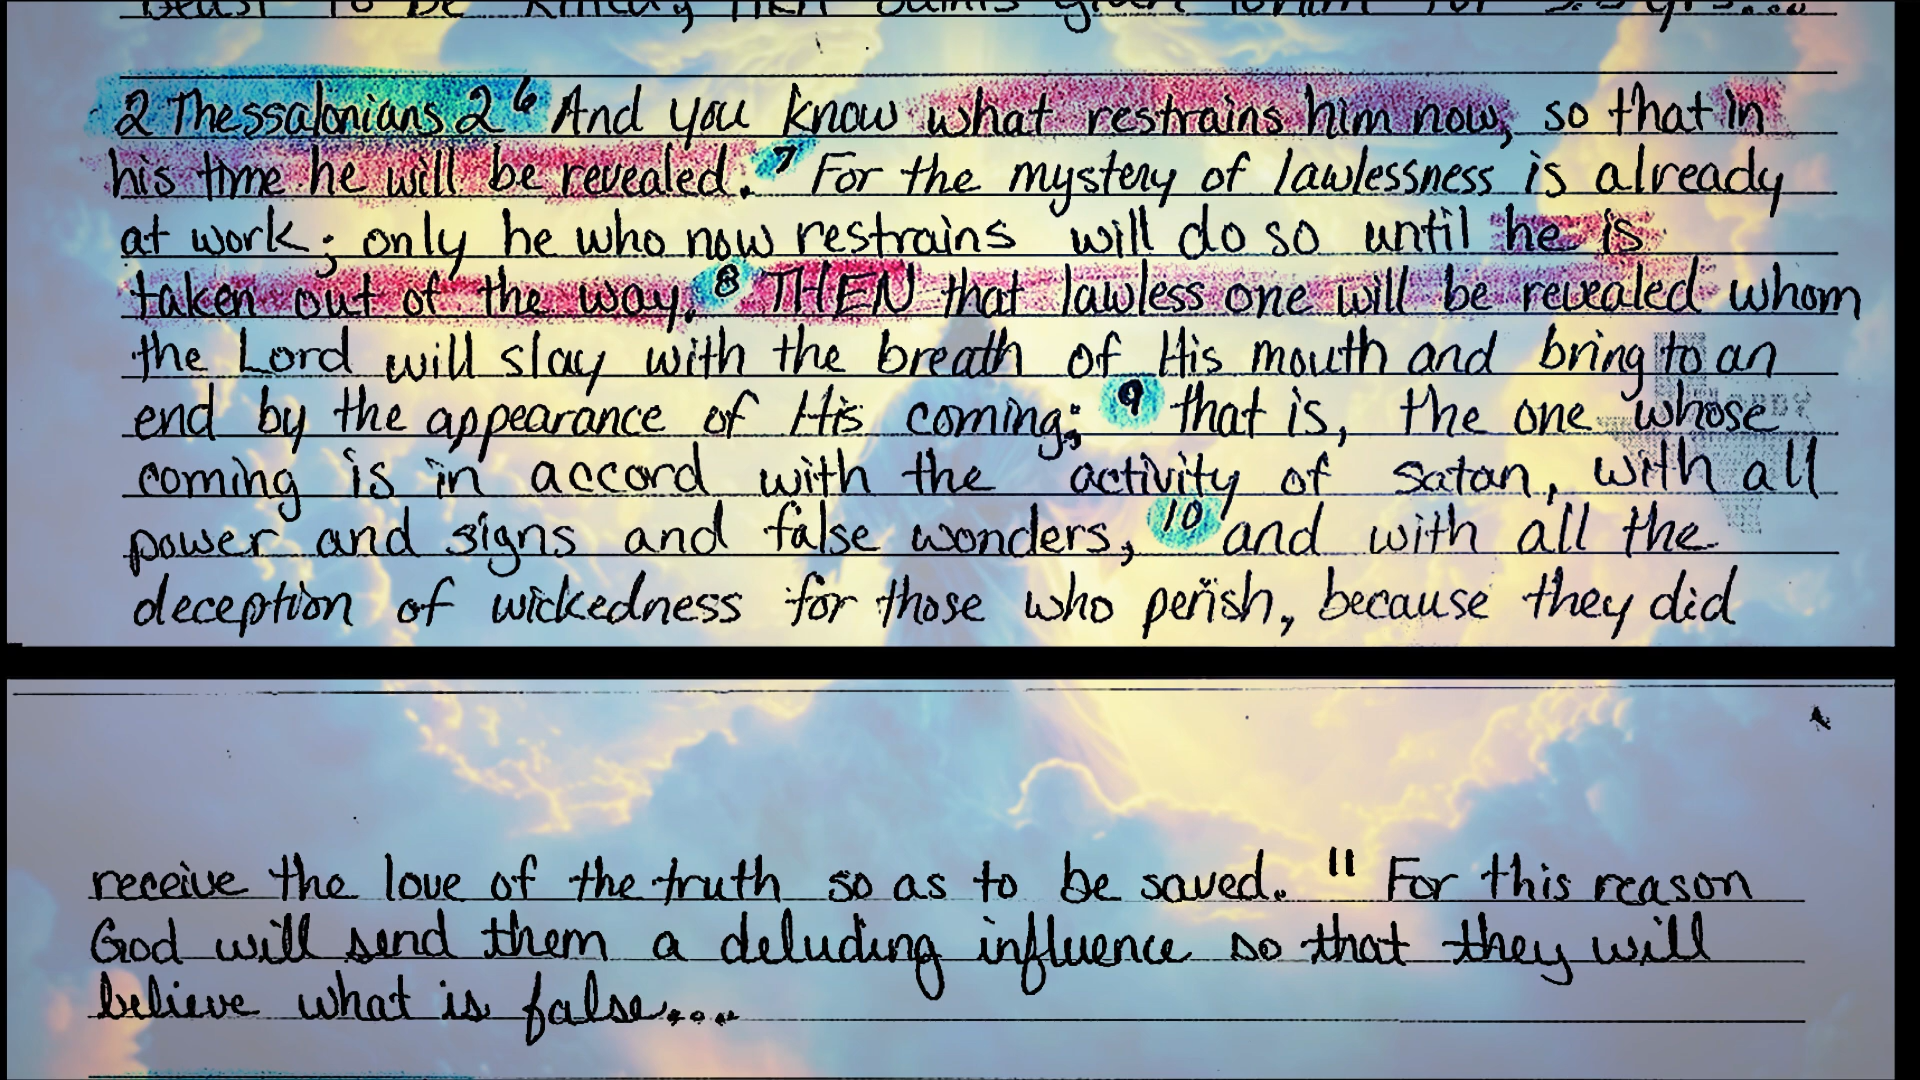 2 Thessalonians 2 6 And you know what restrains him now, so that in
his time he will be revealed. 7 For the mystery of lawlessness is already
at work; only he who now restrains will do so until he is
taken out of the way. 8 THEN that lawless one will be revealed whom
the Lord will slay with the breath of His mouth and bring to an
end by the appearance of His coming; 9 that is, the one whose
coming is in accord with the activity of satan, with all
power and signs and false wonders, 10 and with all the
deception of wickedness for those who perish, because they did
receive the love of the truth so as to be saved. 11 For this reason
God will send them a deluding influence so that they will
believe what is false....